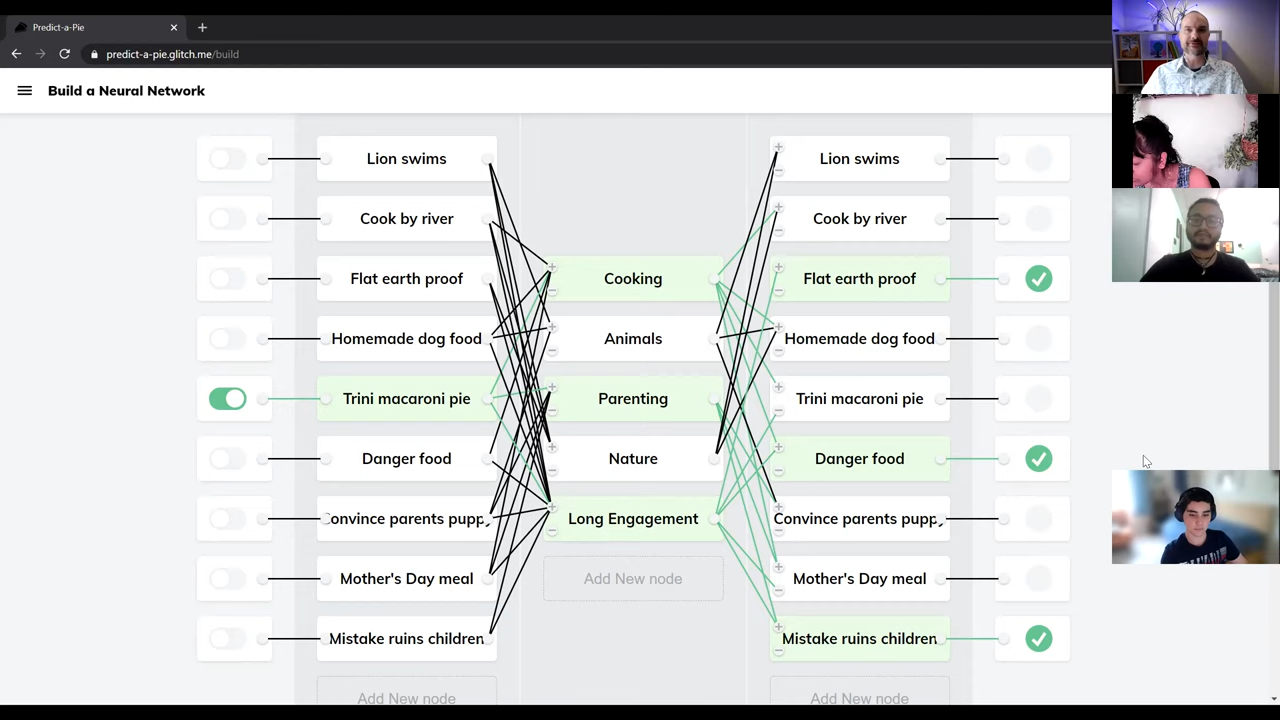 Predict-a-Pie
predict-a-pie.glitch.me/build
Build a Neural Network
Lion swims
Lion swims
Cook by river
Cook by river
Flat earth proof
Cooking
Flat earth proof
Homemade dog food
Animals
Homemade dog food
Trini macaroni pie
Parenting
Trini macaroni pie
Danger food
Nature
Danger food
Convince parents pupp
Long Engagement
Convince parents pupp
Mother's Day meal
Add New node
Mother's Day meal
Mistake ruins children
Mistake ruins children
Add New node
Add New node